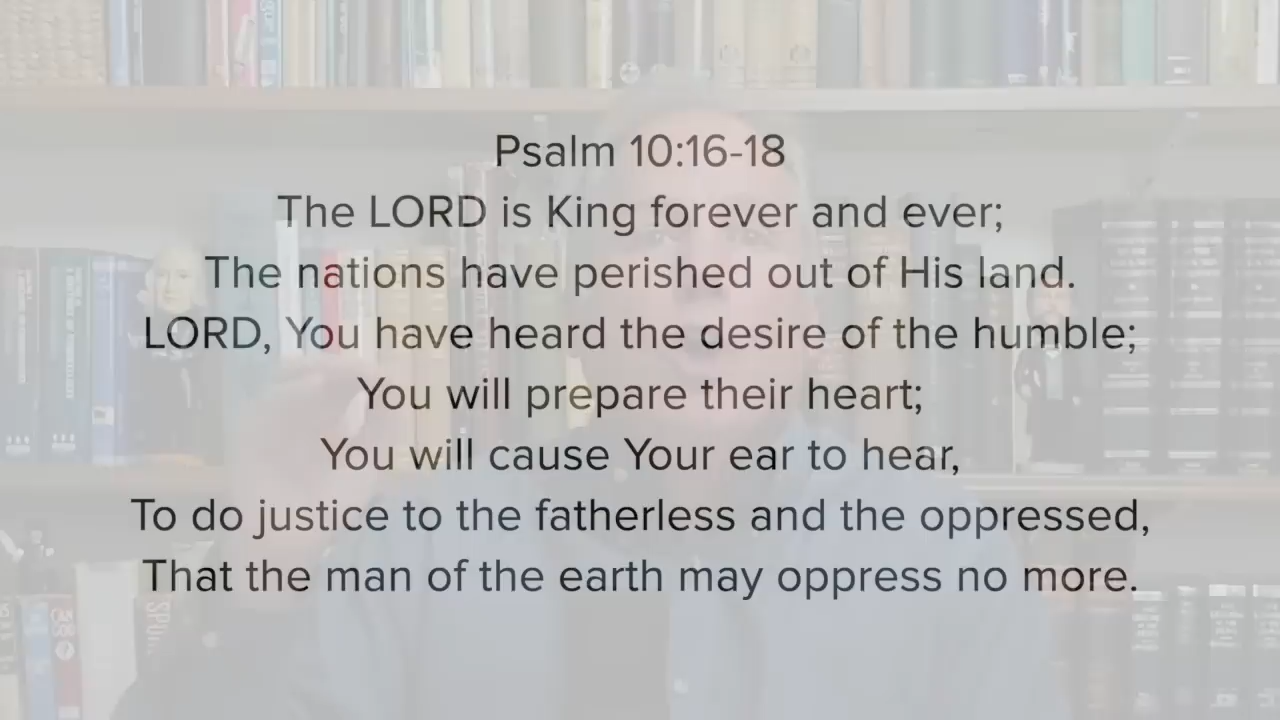 Psalm 10:16-18
The LORD is King forever and ever;
The nations have perished out of His land.
LORD, You have heard the desire of the humble;
You will prepare their heart;
You will cause Your ear to hear,
To do justice to the fatherless and the oppressed,
That the man of the earth may oppress no more.